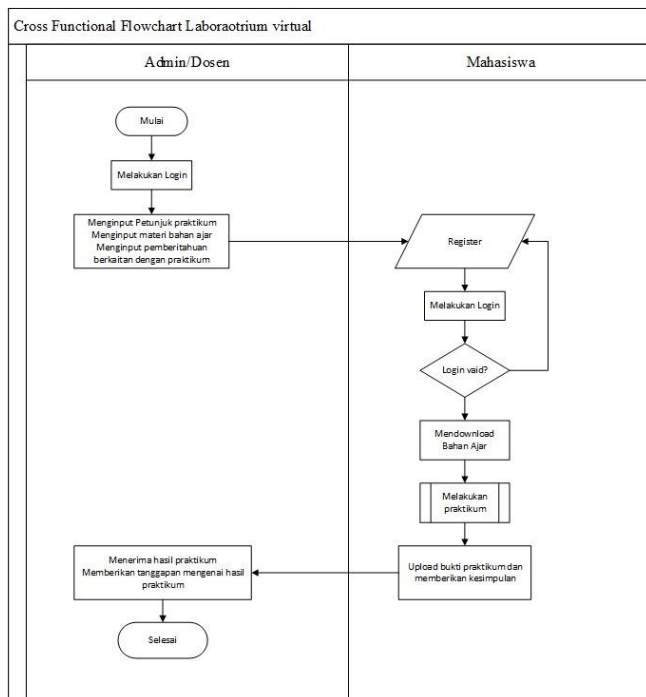 Cross Functional Flowchart Laboraotrium virtual
Admin/Dosen
Mahasiswa
Mulai
Melakukan Login
Menginput Petunjuk praktikum
Menginput materi bahan ajar
Menginput pemberitahuan
berkaitan dengan praktikum
Register
Melakukan Login
Login vaid?
Mendownload
Bahan Ajar
Melakukan
praktikum
Upload bukti praktikum dan
memberikan kesimpulan
Menerima hasil praktikum
Memberikan tanggapan mengenai hasil
praktikum
Selesai